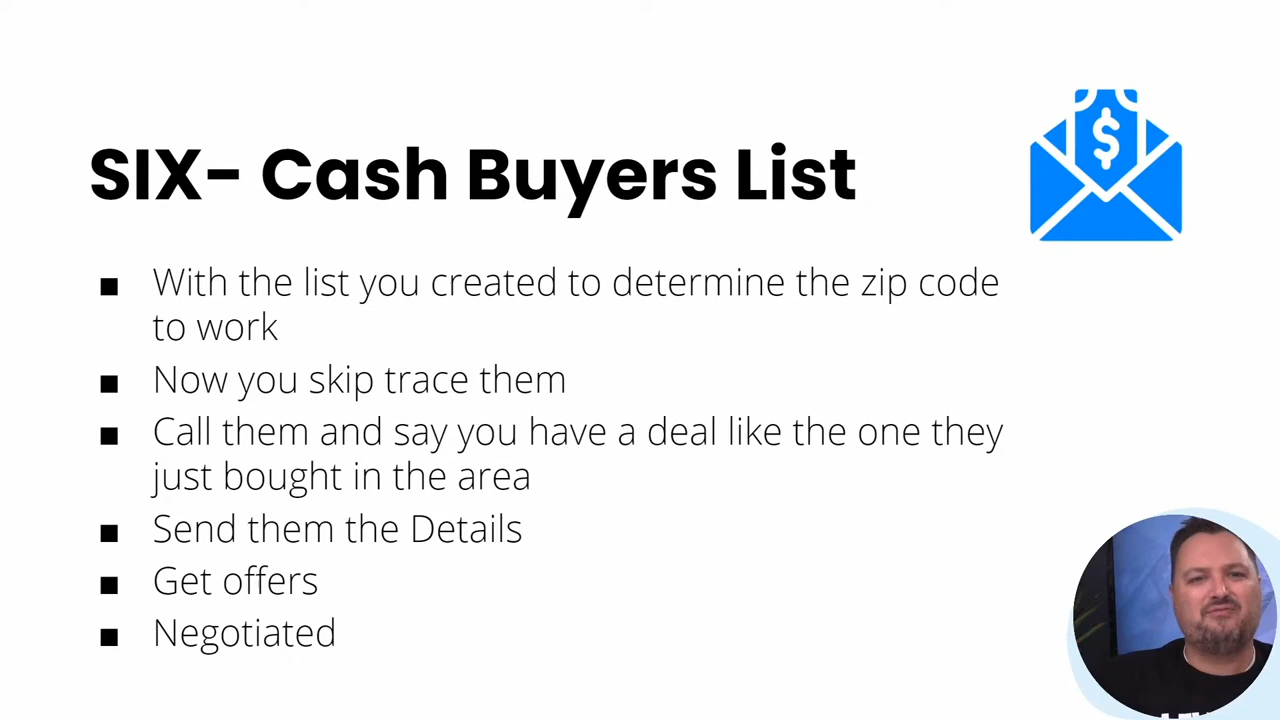 SIX- Cash Buyers List
$
■ With the list you created to determine the zip code
to work
■ Now you skip trace them
■ Call them and say you have a deal like the one they
just bought in the area
■ Send them the Details
■ Get offers
■ Negotiated